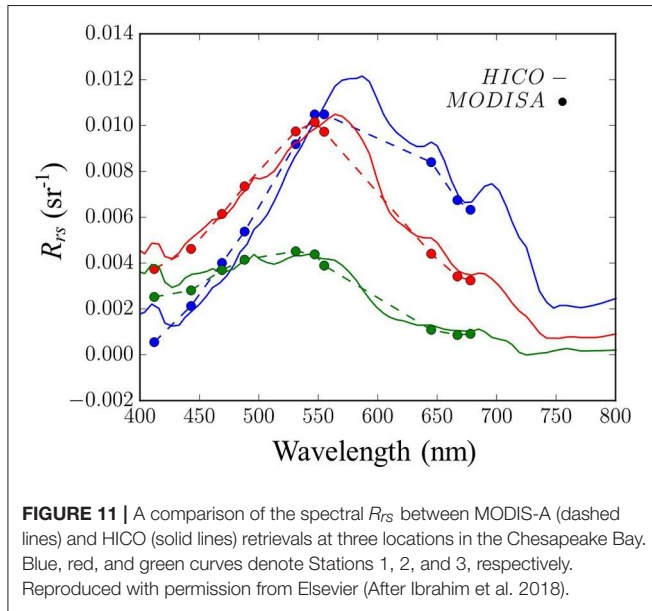 0.014
0.012
0.010
0.008
0.006
0.004
0.002
0.000
−0.002
R_rs (sr⁻¹)
HICO −
MODISA ●
400 450 500 550 600 650 700 750 800
Wavelength (nm)
FIGURE 11 | A comparison of the spectral Rrs between MODIS-A (dashed
lines) and HICO (solid lines) retrievals at three locations in the Chesapeake Bay.
Blue, red, and green curves denote Stations 1, 2, and 3, respectively.
Reproduced with permission from Elsevier (After Ibrahim et al. 2018).